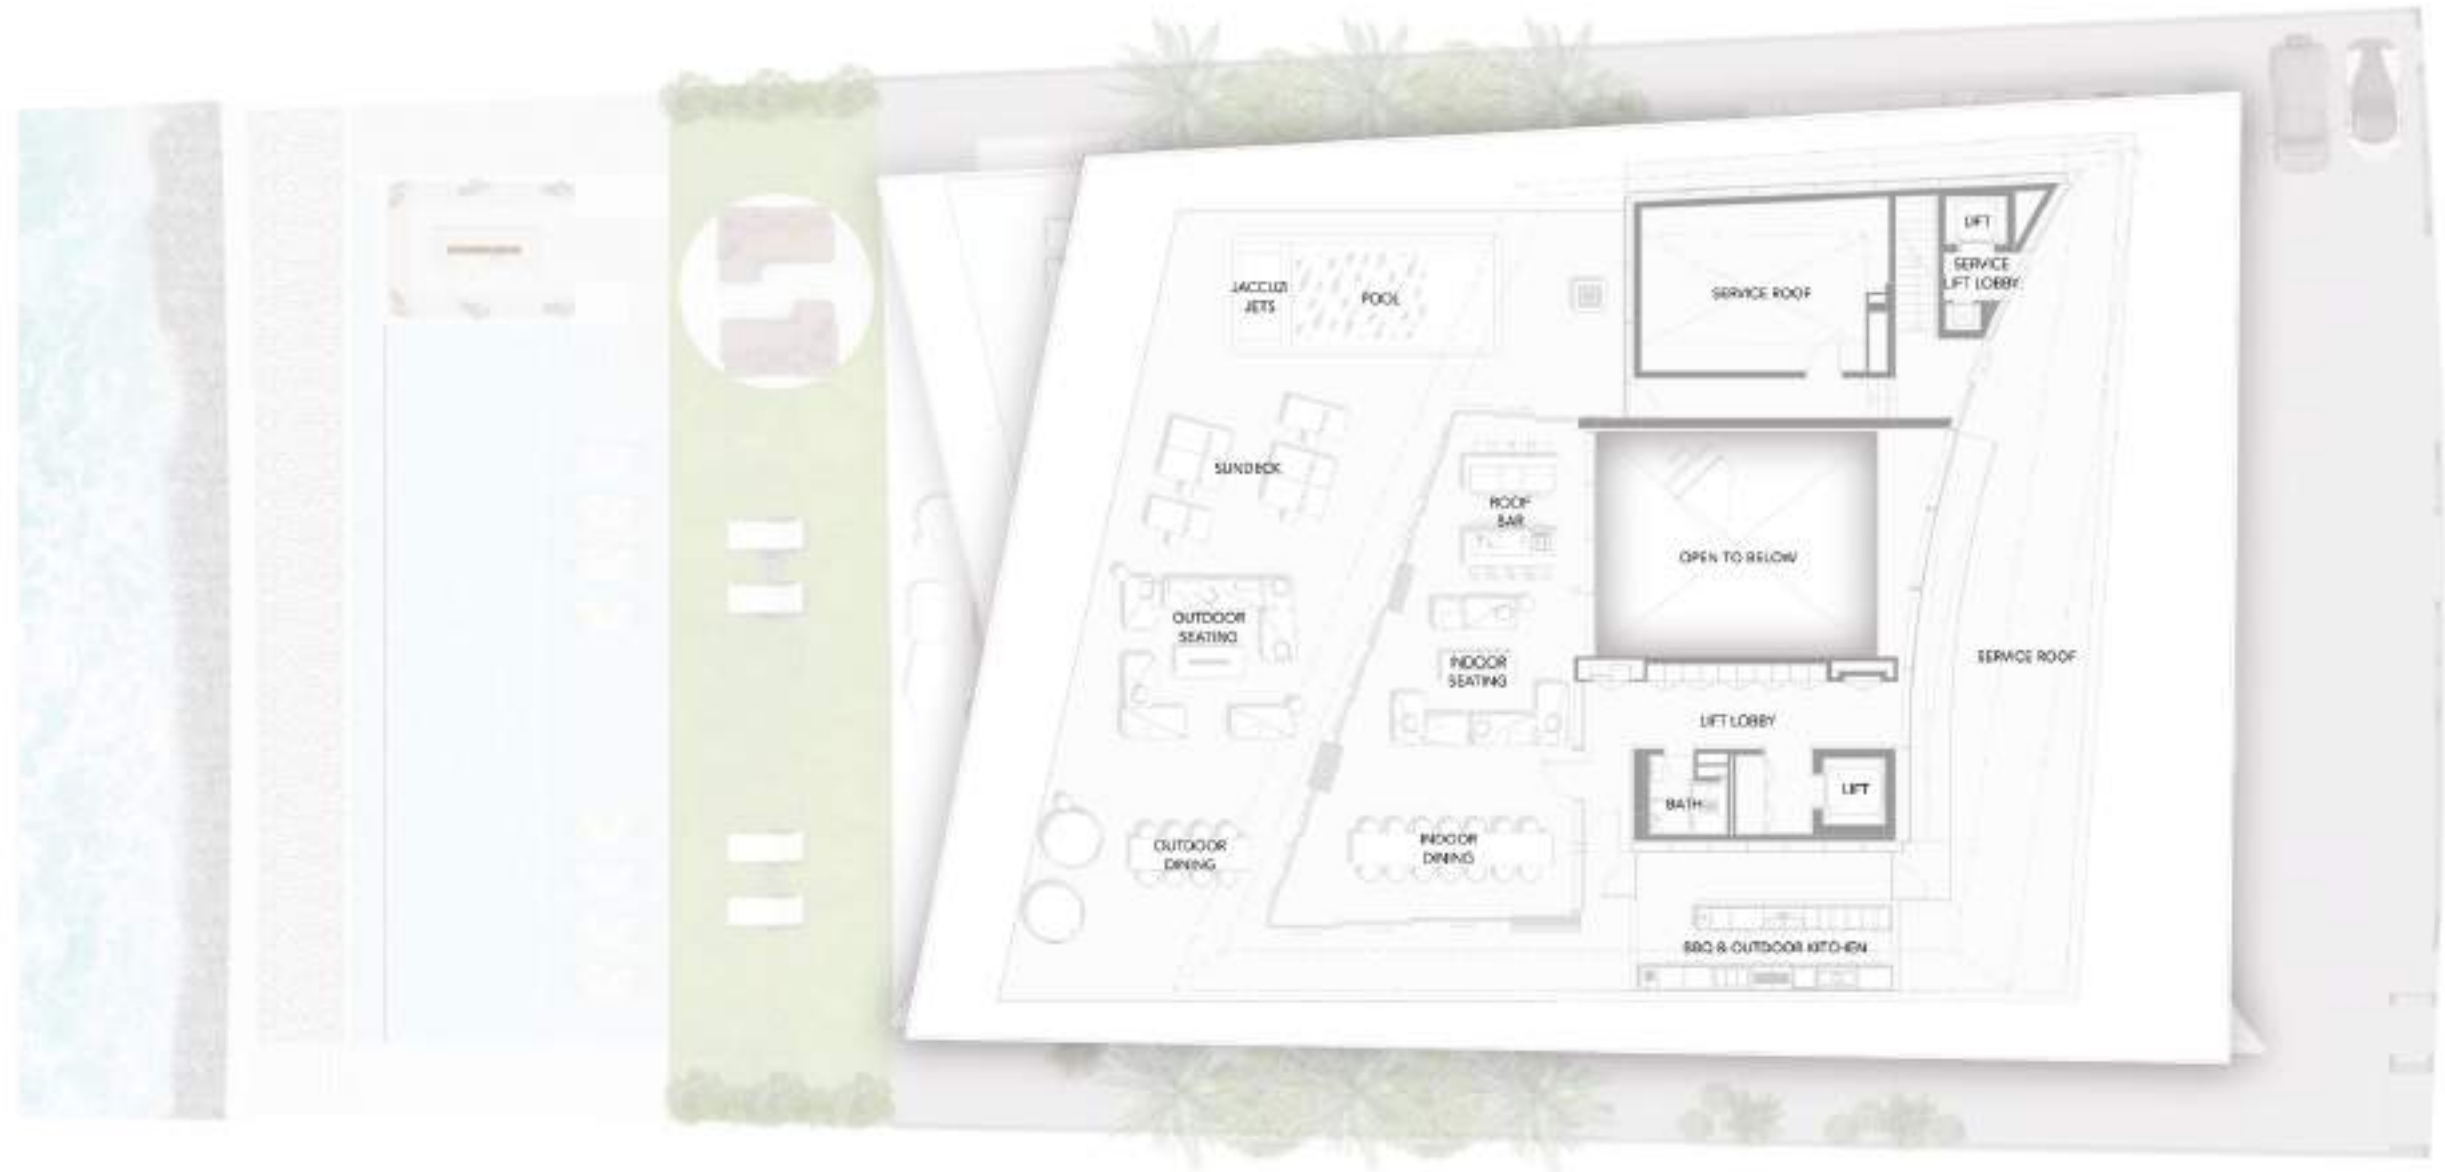 LIFT
SERVICE
LIFT LOBBY
SERVICE ROOF
JACCUZI
JETS
POOL
SUNDECK
ROOF
BAR
OPEN TO BELOW
OUTDOOR
SEATING
INDOOR
SEATING
SERVICE ROOF
LIFT LOBBY
BATH
LIFT
OUTDOOR
DINING
INDOOR
DINING
BBQ & OUTDOOR KITCHEN